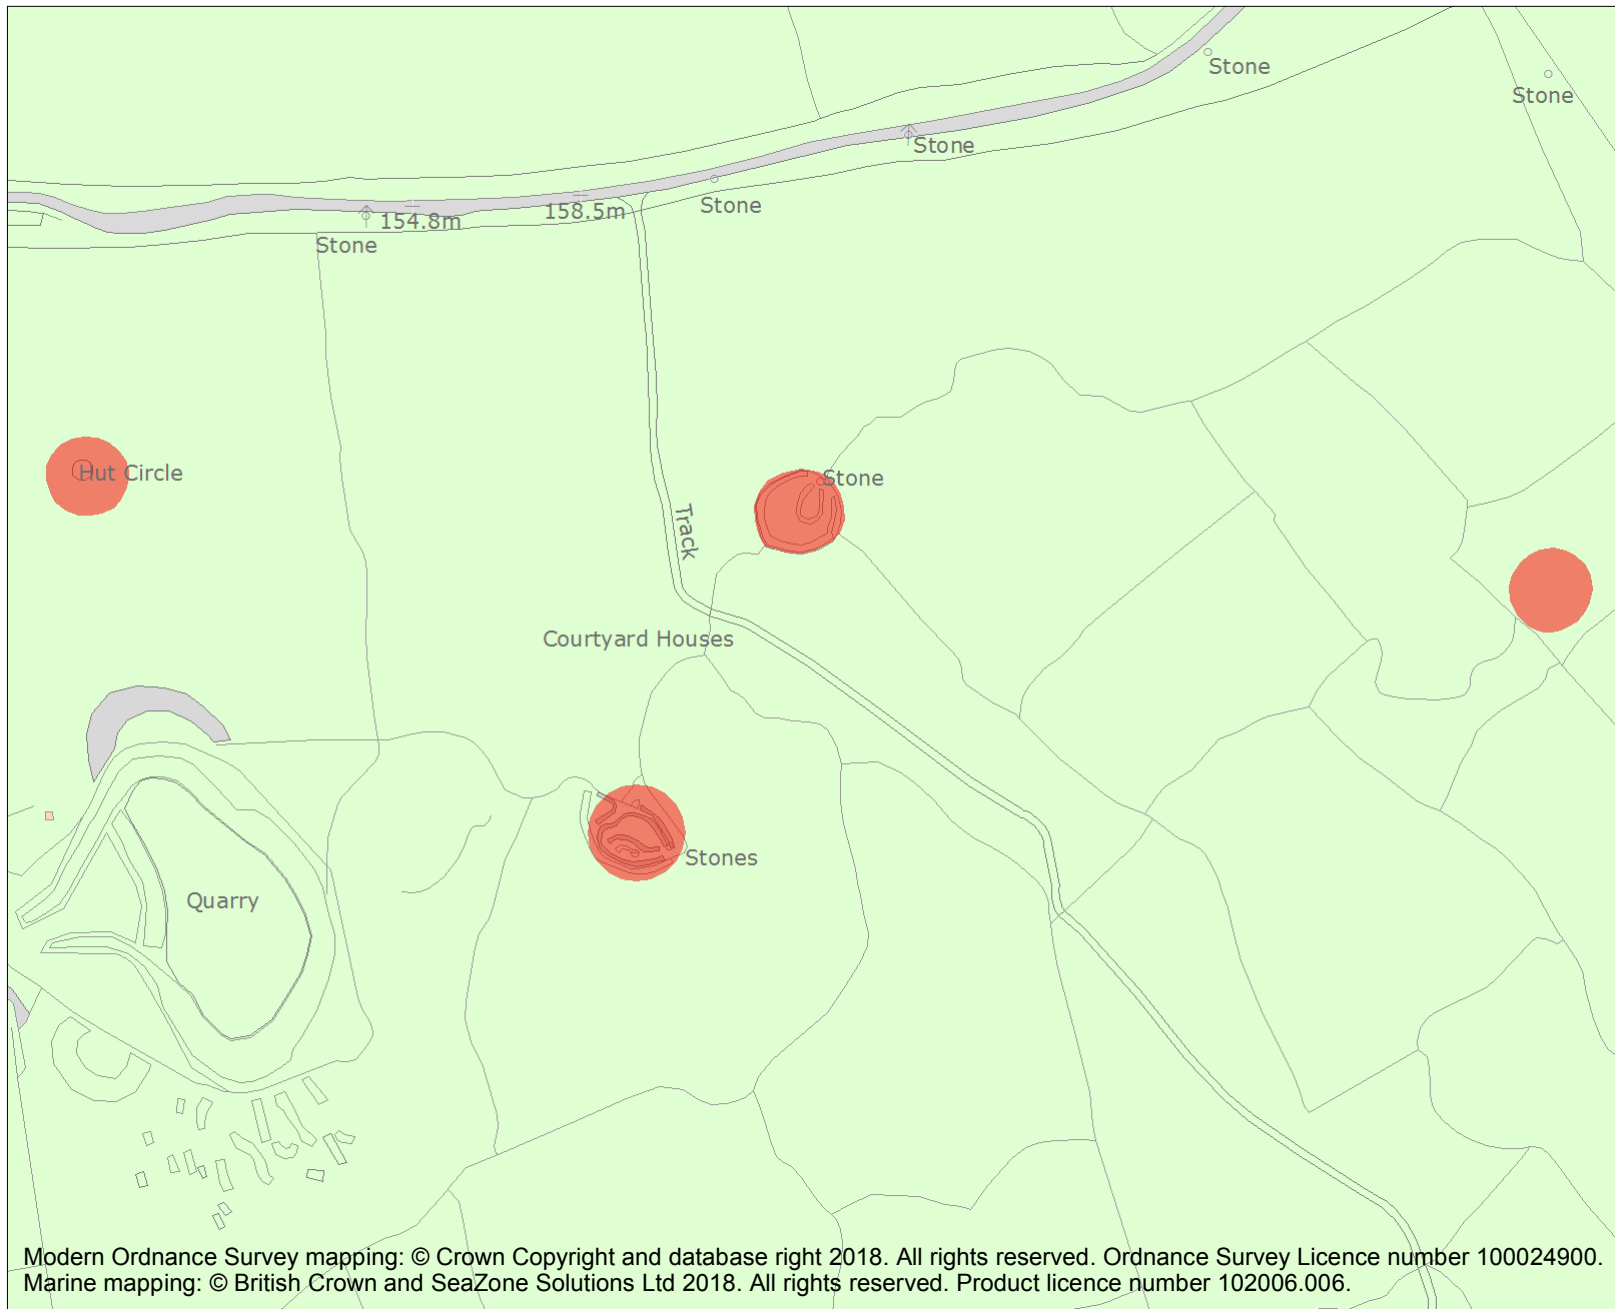 Stone
Stone
Stone
Stone
158.5m
154.8m
Stone
Hut Circle
Stone
Track
Courtyard Houses
Stones
Quarry
Modern Ordnance Survey mapping: © Crown Copyright and database right 2018. All rights reserved. Ordnance Survey Licence number 100024900.
Marine mapping: © British Crown and SeaZone Solutions Ltd 2018. All rights reserved. Product licence number 102006.006.